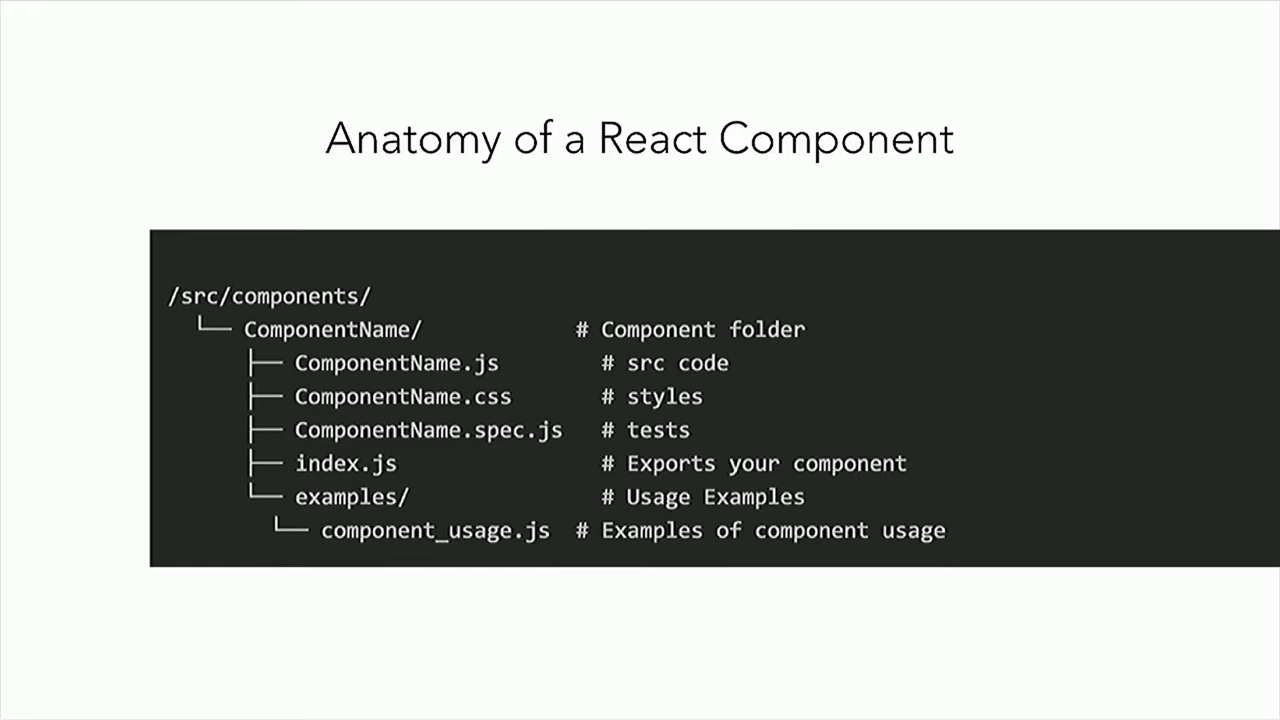 Anatomy of a React Component
/src/components/
└── ComponentName/ # Component folder
├── ComponentName.js # src code
├── ComponentName.css # styles
├── ComponentName.spec.js # tests
├── index.js # Exports your component
└── examples/ # Usage Examples
└── component_usage.js # Examples of component usage